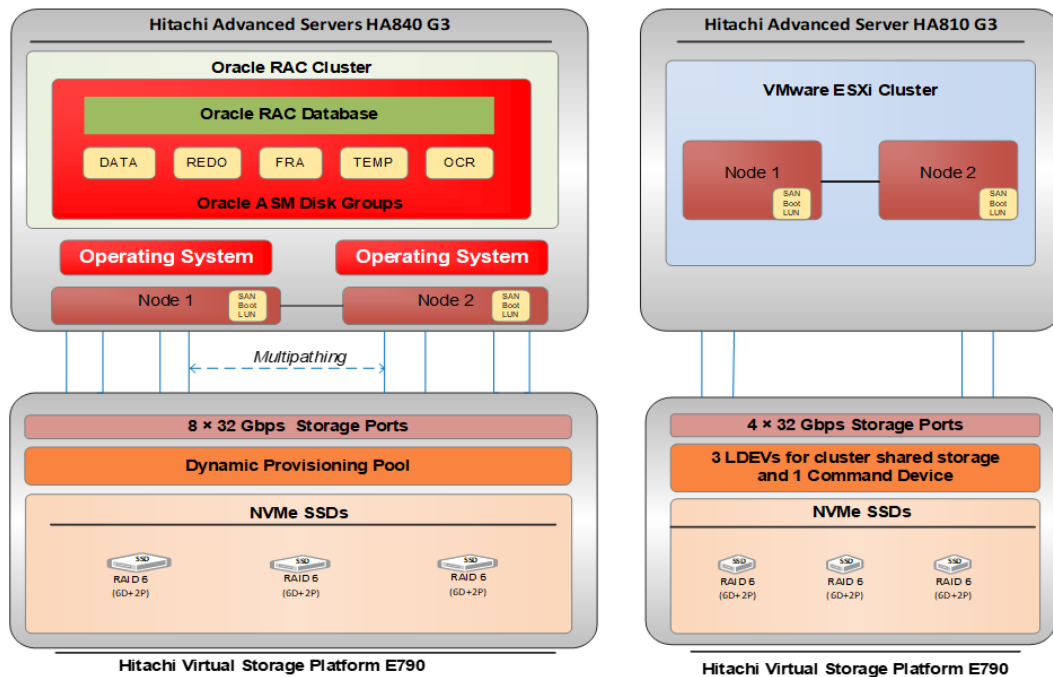 Hitachi Advanced Servers HA840 G3
Oracle RAC Cluster
Oracle RAC Database
DATA
REDO
FRA
TEMP
OCR
Oracle ASM Disk Groups
Operating System
Operating System
Node 1
SAN
Boot
LUN
Node 2
SAN
Boot
LUN
Multipathing
8 × 32 Gbps Storage Ports
Dynamic Provisioning Pool
NVMe SSDs
SSD
RAID 6
(6D+2P)
SSD
RAID 6
(6D+2P)
SSD
RAID 6
(6D+2P)
Hitachi Virtual Storage Platform E790
Hitachi Advanced Server HA810 G3
VMware ESXi Cluster
Node 1
SAN
Boot
LUN
Node 2
SAN
Boot
LUN
4 × 32 Gbps Storage Ports
3 LDEVs for cluster shared storage
and 1 Command Device
NVMe SSDs
SSD
RAID 6
(6D+2P)
SSD
RAID 6
(6D+2P)
SSD
RAID 6
(6D+2P)
Hitachi Virtual Storage Platform E790